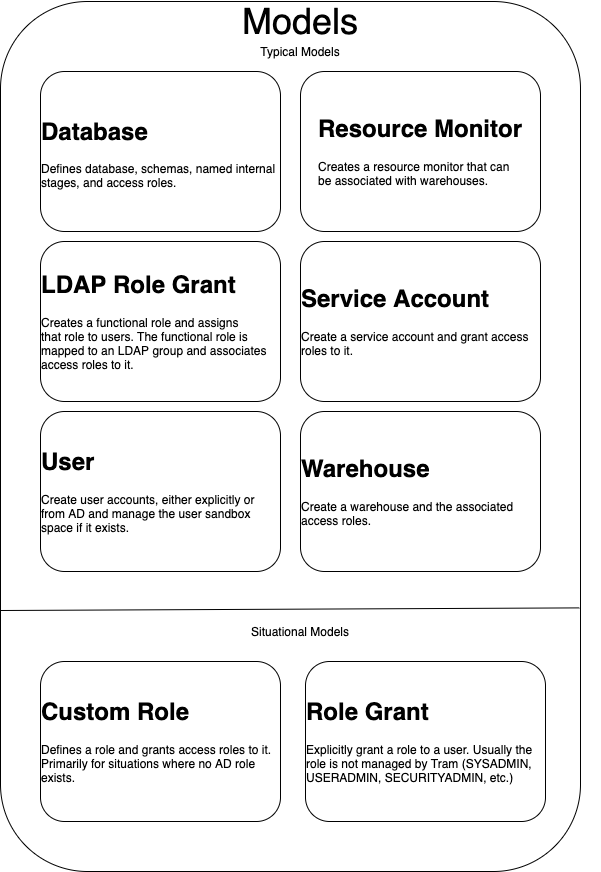 Models
Typical Models
Database
Defines database, schemas, named internal
stages, and access roles.
Resource Monitor
Creates a resource monitor that can
be associated with warehouses.
LDAP Role Grant
Creates a functional role and assigns
that role to users. The functional role is
mapped to an LDAP group and associates
access roles to it.
Service Account
Create a service account and grant access
roles to it.
User
Create user accounts, either explicitly or
from AD and manage the user sandbox
space if it exists.
Warehouse
Create a warehouse and the associated
access roles.
Situational Models
Custom Role
Defines a role and grants access roles to it.
Primarily for situations where no AD role
exists.
Role Grant
Explicitly grant a role to a user. Usually the
role is not managed by Tram (SYSADMIN,
USERADMIN, SECURITYADMIN, etc.)